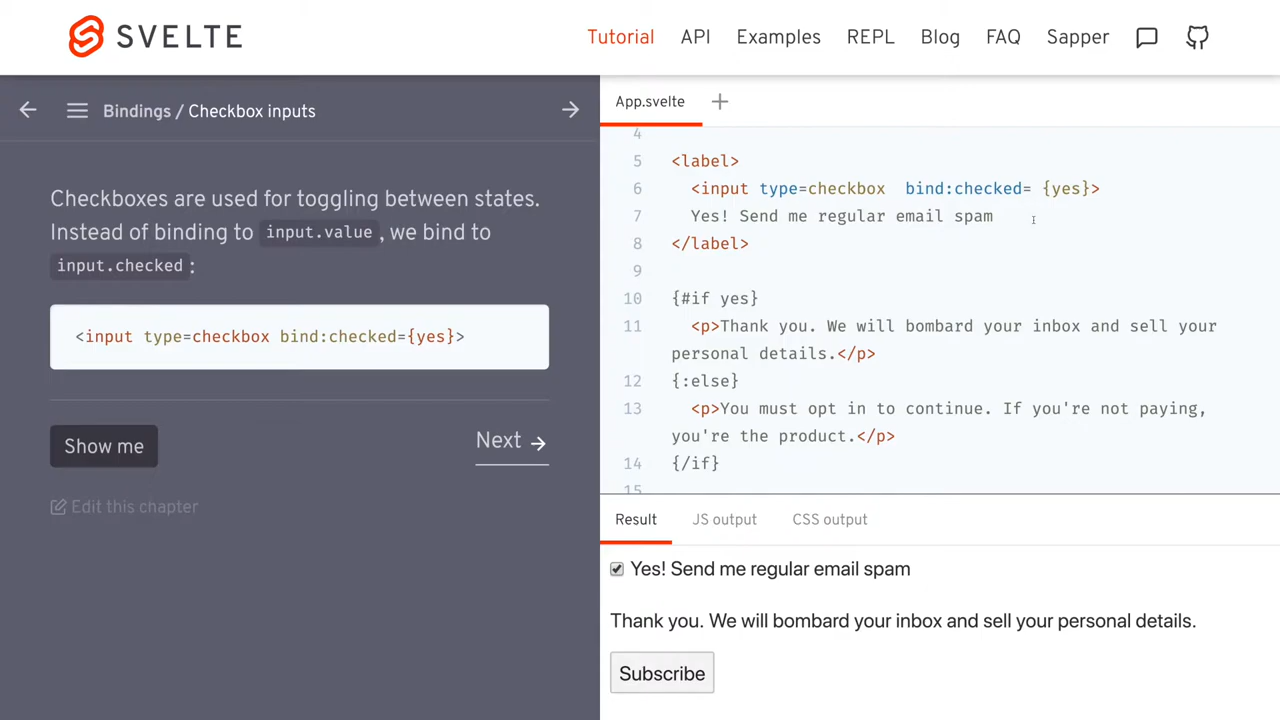 SVELTE
Tutorial API Examples REPL Blog FAQ Sapper
Bindings / Checkbox inputs
Checkboxes are used for toggling between states.
Instead of binding to input.value, we bind to
input.checked:
<input type=checkbox bind:checked={yes}>
Show me
Next →
Edit this chapter
App.svelte +
4
5 <label>
6 <input type=checkbox  bind:checked= {yes}>
7 Yes! Send me regular email spam
8 </label>
9
10 {#if yes}
11 <p>Thank you. We will bombard your inbox and sell your
personal details.</p>
12 {:else}
13 <p>You must opt in to continue. If you're not paying,
you're the product.</p>
14 {/if}
15
Result JS output CSS output
Yes! Send me regular email spam
Thank you. We will bombard your inbox and sell your personal details.
Subscribe